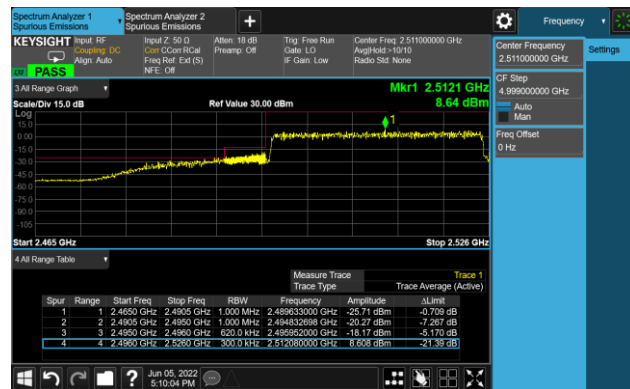 Spectrum Analyzer 1
Spurious Emissions
Spectrum Analyzer 2
Spurious Emissions
+
Frequency
KEYSIGHT
Input: RF
Coupling: DC
Align: Auto
Input Z: 50 Ω
Corr CCorr RCal
Freq Ref: Ext (S)
NFE: Off
Atten: 18 dB
Preamp: Off
Trig: Free Run
Gate: LO
IF Gain: Low
Center Freq: 2.511000000 GHz
Avg|Hold:>10/10
Radio Std: None
PASS
Center Frequency
2.511000000 GHz
Settings
CF Step
4.999000000 GHz
Auto
Man
Freq Offset
0 Hz
3 All Range Graph
Mkr1 2.5121 GHz
8.64 dBm
Scale/Div 15.0 dB
Ref Value 30.00 dBm
Log
15.0
0.00
-15.0
-30.0
-45.0
-60.0
-75.0
-90.0
-105
1
Start 2.465 GHz
Stop 2.526 GHz
4 All Range Table
Measure Trace Trace 1
Trace Type Trace Average (Active)
Spur Range Start Freq Stop Freq RBW Frequency Amplitude ΔLimit
1 1 2.4650 GHz 2.4905 GHz 1.000 MHz 2.489633000 GHz -25.71 dBm -0.709 dB
2 2 2.4905 GHz 2.4950 GHz 1.000 MHz 2.494832698 GHz -20.27 dBm -7.267 dB
3 3 2.4950 GHz 2.4960 GHz 620.0 kHz 2.495952000 GHz -18.17 dBm -5.170 dB
4 4 2.4960 GHz 2.5260 GHz 300.0 kHz 2.512080000 GHz 8.608 dBm -21.39 dB
?
Jun 05, 2022
5:10:04 PM